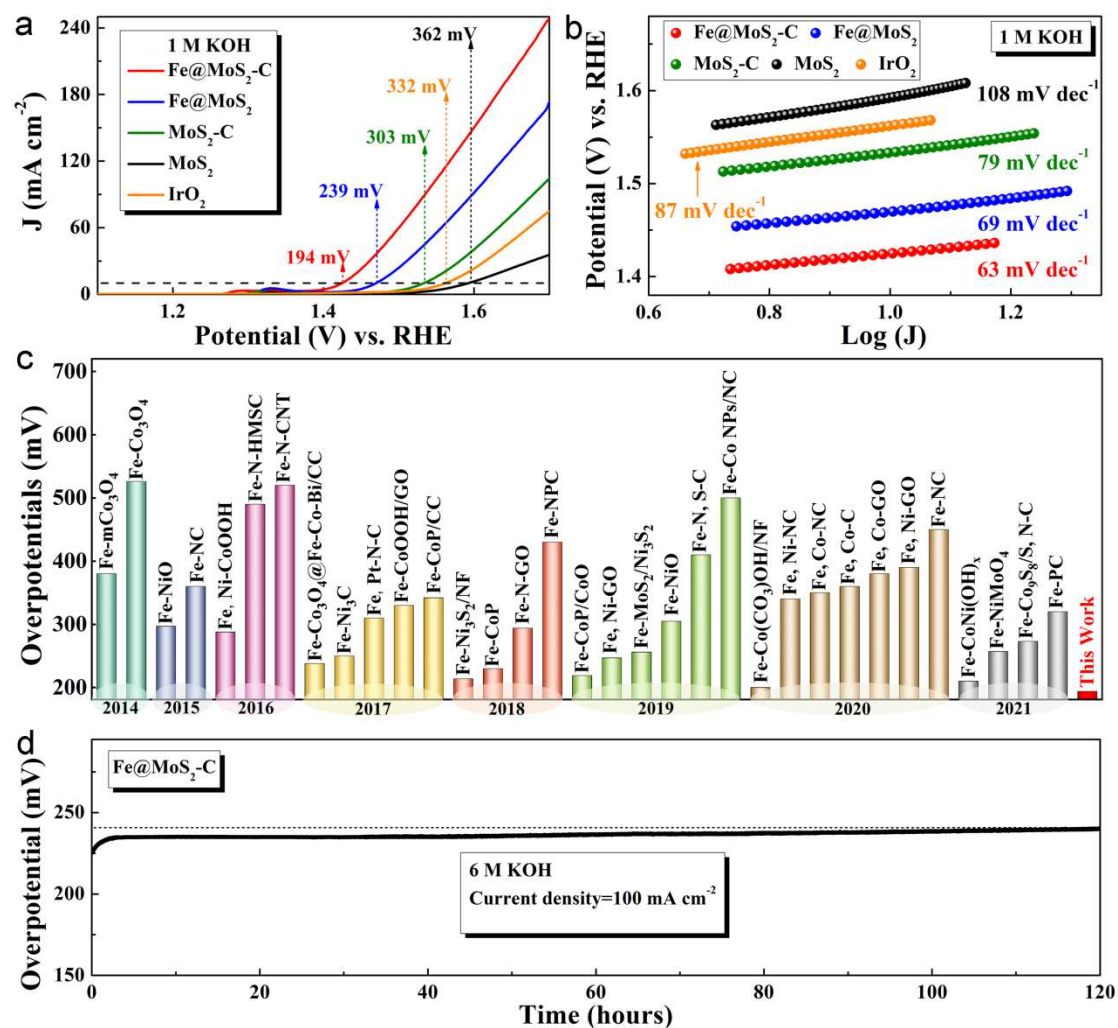 a
240
180
120
60
0
J (mA cm⁻²)
1 M KOH
Fe@MoS₂-C
Fe@MoS₂
MoS₂-C
MoS₂
IrO₂
362 mV
332 mV
303 mV
239 mV
194 mV
1.2
1.4
1.6
Potential (V) vs. RHE
b
Fe@MoS₂-C
Fe@MoS₂
MoS₂-C
MoS₂
IrO₂
1 M KOH
Potential (V) vs. RHE
1.6
1.5
1.4
108 mV dec⁻¹
79 mV dec⁻¹
87 mV dec⁻¹
69 mV dec⁻¹
63 mV dec⁻¹
0.6
0.8
1.0
1.2
Log (J)
c
Overpotentials (mV)
700
600
500
400
300
200
Fe-mCo₃O₄
Fe-Co₃O₄
Fe-NiO
Fe-NC
Fe, Ni-CoOOH
Fe-N-HMSC
Fe-N-CNT
Fe-Co₃O₄@Fe-Co-Bi/CC
Fe-Ni₃C
Fe, Pt-N-C
Fe-CoOOH/GO
Fe-CoP/CC
Fe-Ni₃S₂/NF
Fe-CoP
Fe-N-GO
Fe-NPC
Fe-CoP/CoO
Fe, Ni-GO
Fe-MoS₂/Ni₃S₂
Fe-NiO
Fe-N, S-C
Fe-Co NPs/NC
Fe-Co(CO₃)OH/NF
Fe, Ni-NC
Fe, Co-NC
Fe, Co-C
Fe, Co-GO
Fe, Ni-GO
Fe-NC
Fe-CoNi(OH)ₓ
Fe-NiMoO₄
Fe-Co₉S₈/S, N-C
Fe-PC
This Work
2014
2015
2016
2017
2018
2019
2020
2021
d
Fe@MoS₂-C
Overpotential (mV)
250
225
200
175
150
6 M KOH
Current density=100 mA cm⁻²
0
20
40
60
80
100
120
Time (hours)